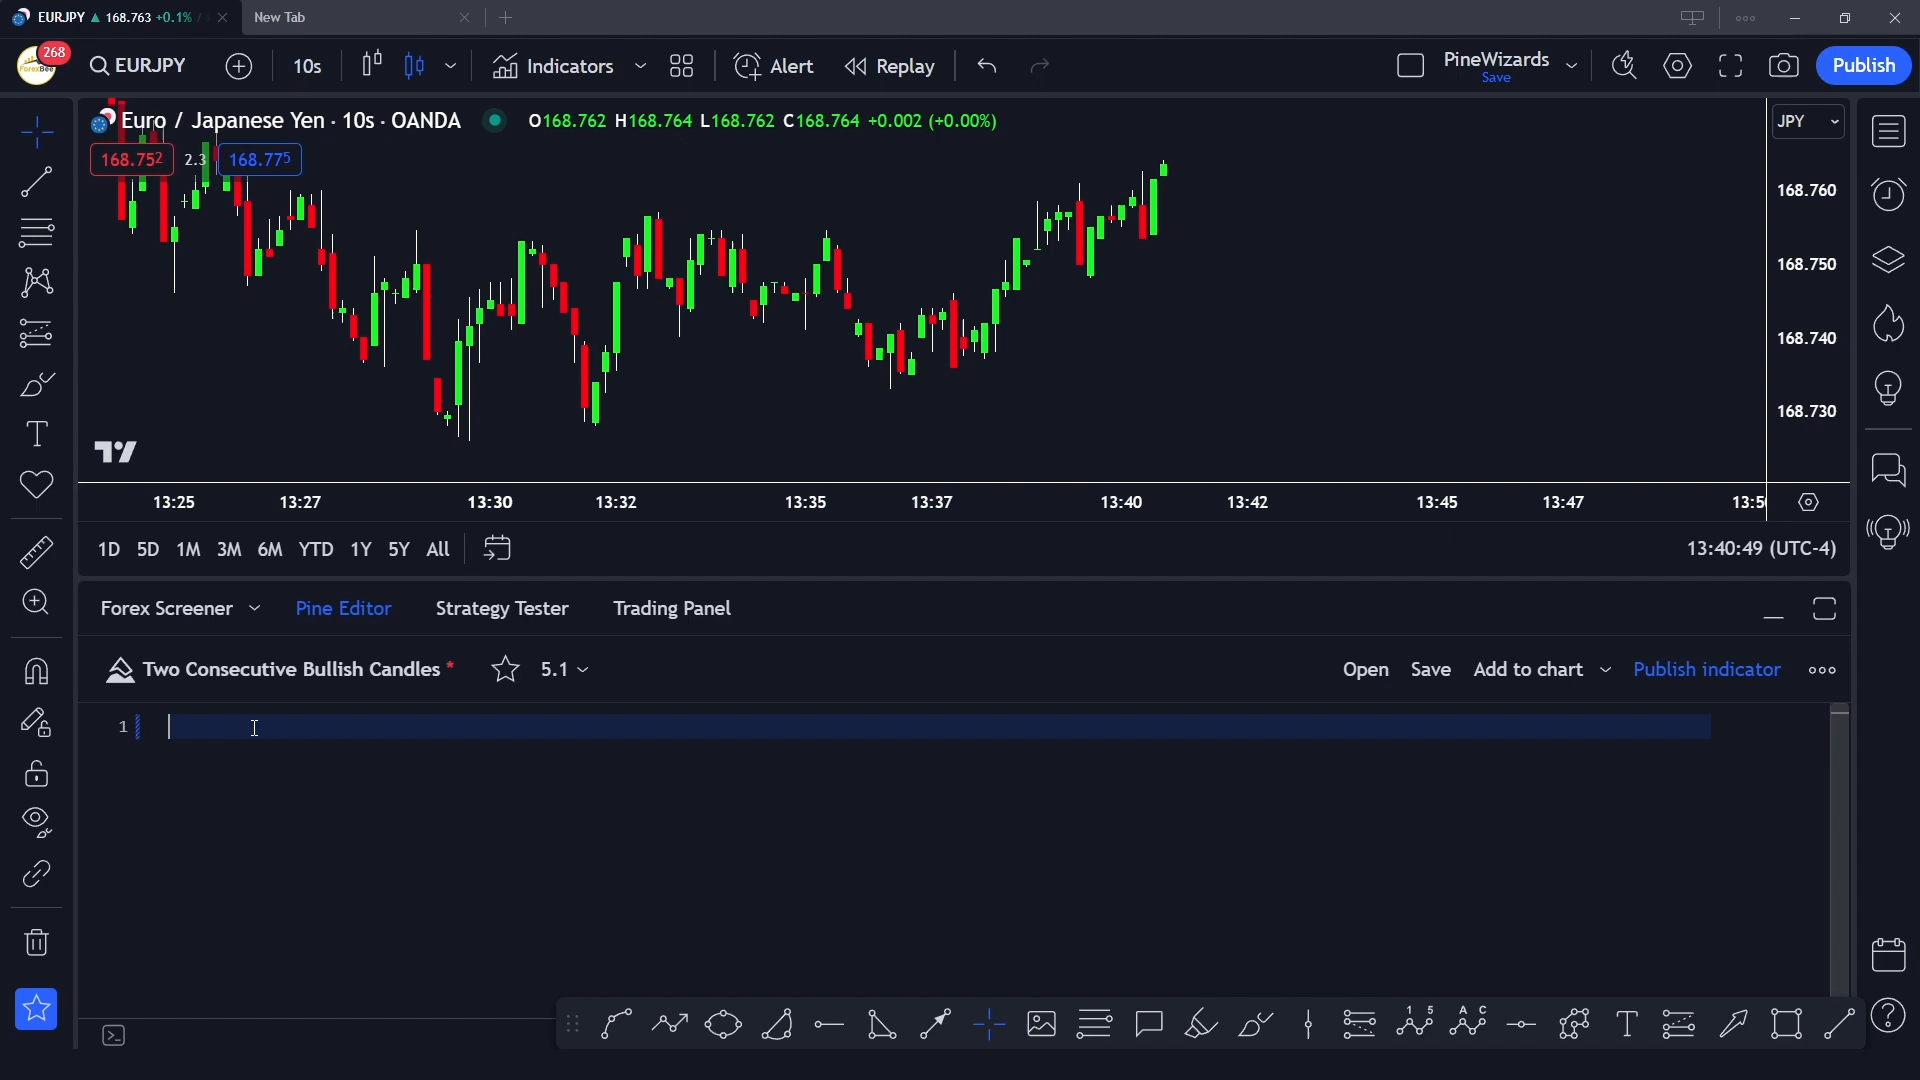 EURJPY ▲ 168.763 +0.1% /
New Tab
268
ForexBee
EURJPY
10s
Indicators
Alert
Replay
PineWizards
Save
Publish
Euro / Japanese Yen · 10s · OANDA
O168.762 H168.764 L168.762 C168.764 +0.002 (+0.00%)
JPY
168.752
2.3
168.775
168.760
168.750
168.740
168.730
13:25
13:27
13:30
13:32
13:35
13:37
13:40
13:42
13:45
13:47
1D 5D 1M 3M 6M YTD 1Y 5Y All
13:40:49 (UTC-4)
Forex Screener
Pine Editor
Strategy Tester
Trading Panel
Two Consecutive Bullish Candles *
5.1
Open
Save
Add to chart
Publish indicator
1
1 5
A C